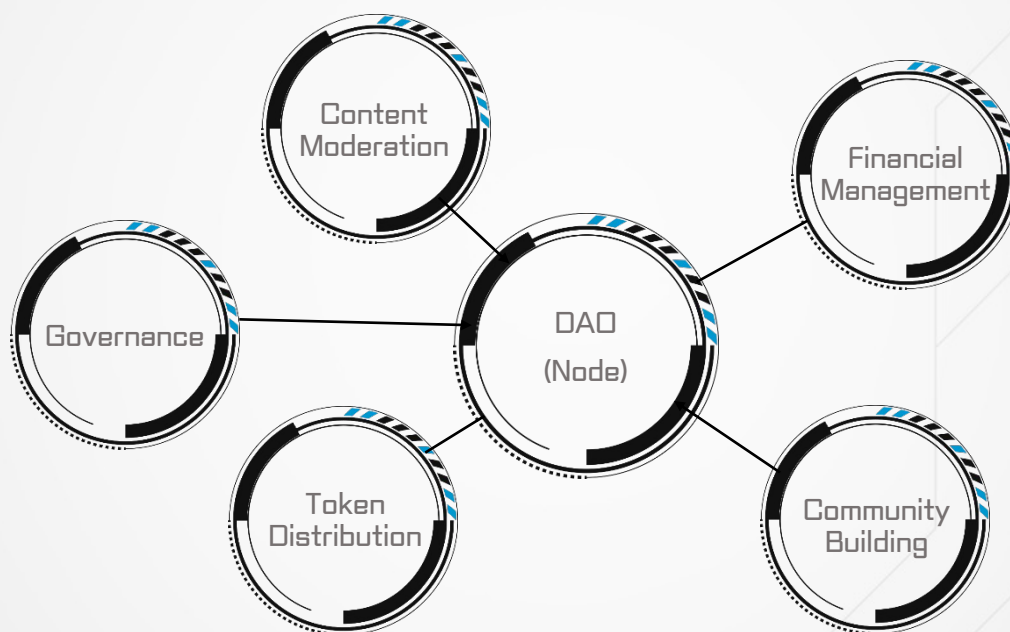 Content
Moderation
Financial
Management
Governance
DAO
(Node)
Token
Distribution
Community
Building